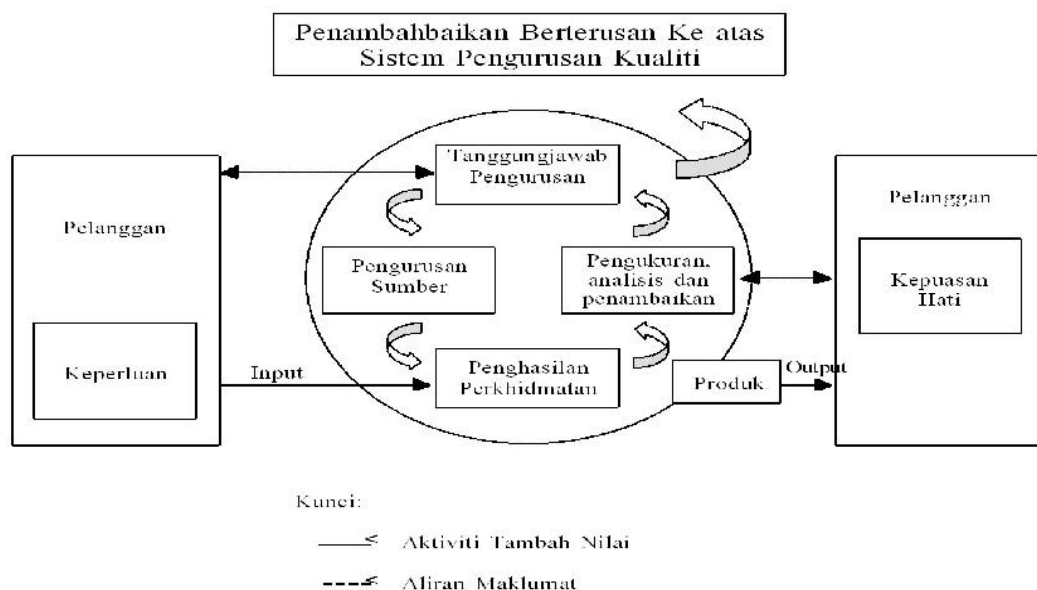 Penambahbaikan Berterusan Ke atas
Sistem Pengurusan Kualiti
Tanggungjawab
Pengurusan
Pelanggan
Pelanggan
Pengurusan
Sumber
Pengukuran,
analisis dan
penambaikan
Kepuasan
Hati
Keperluan
Input
Penghasilan
Perkhidmatan
Produk
Output
Kunci:
Aktiviti Tambah Nilai
Aliran Maklumat